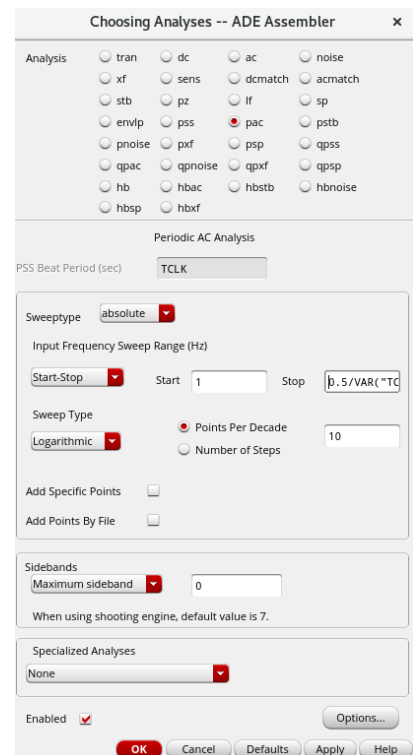 Choosing Analyses -- ADE Assembler ×
Analysis tran dc ac noise
xf sens dcmatch acmatch
stb pz lf sp
envlp pss pac pstb
pnoise pxf psp qpss
qpac qpnoise qpxf qpsp
hb hbac hbstb hbnoise
hbsp hbxf
Periodic AC Analysis
PSS Beat Period (sec) TCLK
Sweeptype absolute
Input Frequency Sweep Range (Hz)
Start-Stop Start 1 Stop 0.5/VAR("TC
Sweep Type
Logarithmic Points Per Decade 10
Number of Steps
Add Specific Points
Add Points By File
Sidebands
Maximum sideband 0
When using shooting engine, default value is 7.
Specialized Analyses
None
Enabled Options...
OK Cancel Defaults Apply Help